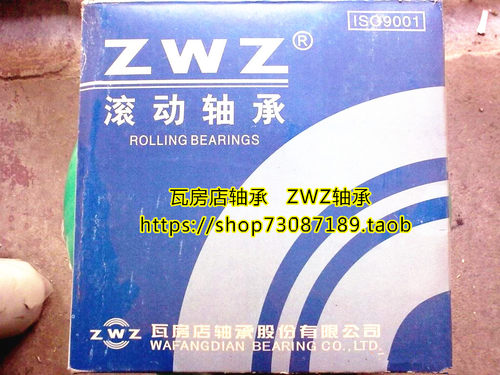 ISO9001
ZWZ®
滚动轴承
ROLLING BEARINGS
瓦房店轴承 ZWZ轴承
https://shop73087189.taob
ZWZ 瓦房店轴承股份有限公司
WAFANGDIAN BEARING CO.,LTD.